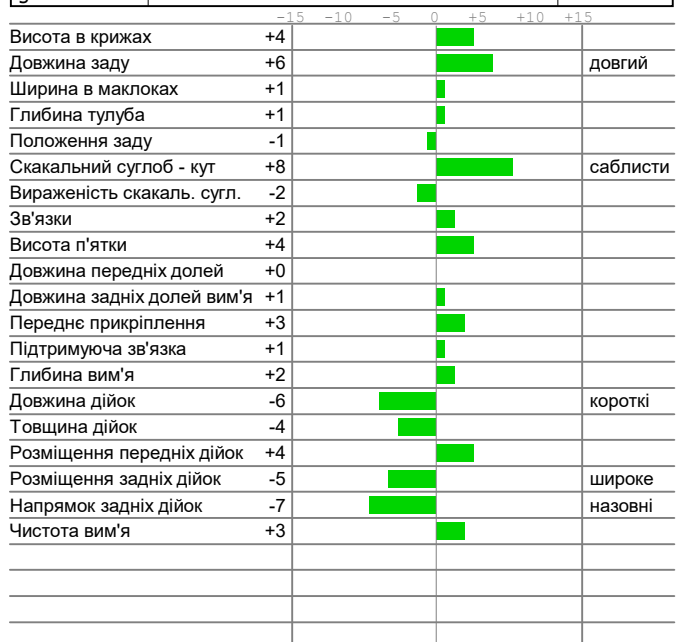 -15 -10 -5 0 +5 +10 +15
Висота в крижах +4
Довжина заду +6 довгий
Ширина в маклоках +1
Глибина тулуба +1
Положення заду -1
Скакальний суглоб - кут +8 саблисти
Вираженість скакаль. сугл. -2
Зв'язки +2
Висота п'ятки +4
Довжина передніх долей +0
Довжина задніх долей вим'я +1
Переднє прикріплення +3
Підтримуюча зв'язка +1
Глибина вим'я +2
Довжина дійок -6 короткі
Товщина дійок -4
Розміщення передніх дійок +4
Розміщення задніх дійок -5 широке
Напрямок задніх дійок -7 назовні
Чистота вим'я +3